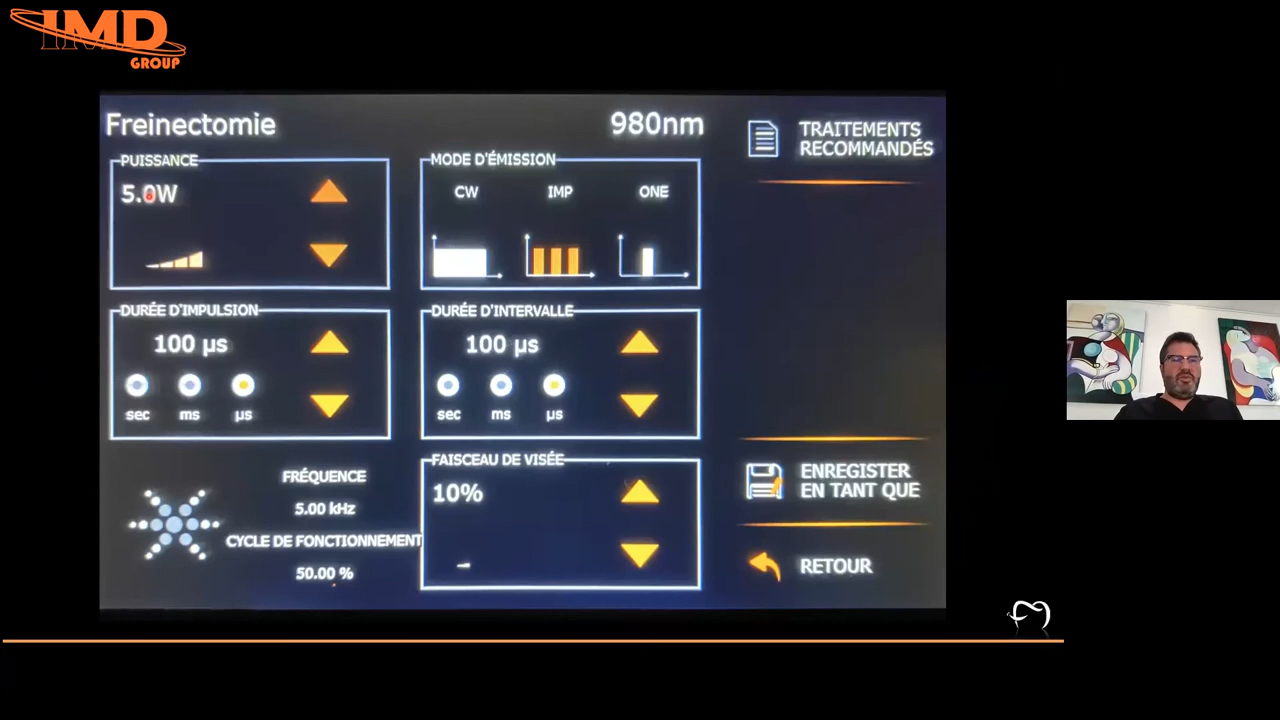 IMD
GROUP
Freinectomie
980nm
PUISSANCE
5.0W
MODE D'ÉMISSION
CW
IMP
ONE
DURÉE D'IMPULSION
100 µs
sec
ms
µs
DURÉE D'INTERVALLE
100 µs
sec
ms
µs
FRÉQUENCE
5.00 kHz
CYCLE DE FONCTIONNEMENT
50.00 %
FAISCEAU DE VISÉE
10%
TRAITEMENTS
RECOMMANDÉS
ENREGISTER
EN TANT QUE
RETOUR